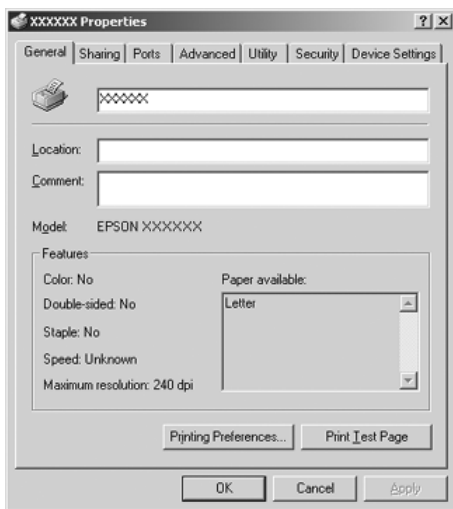 XXXXXX Properties
General Sharing Ports Advanced Utility Security Device Settings
XXXXXX
Location:
Comment:
Model: EPSON XXXXXX
Features
Color: No
Paper available:
Double-sided: No
Letter
Staple: No
Speed: Unknown
Maximum resolution: 240 dpi
Printing Preferences... Print Test Page
OK Cancel Apply